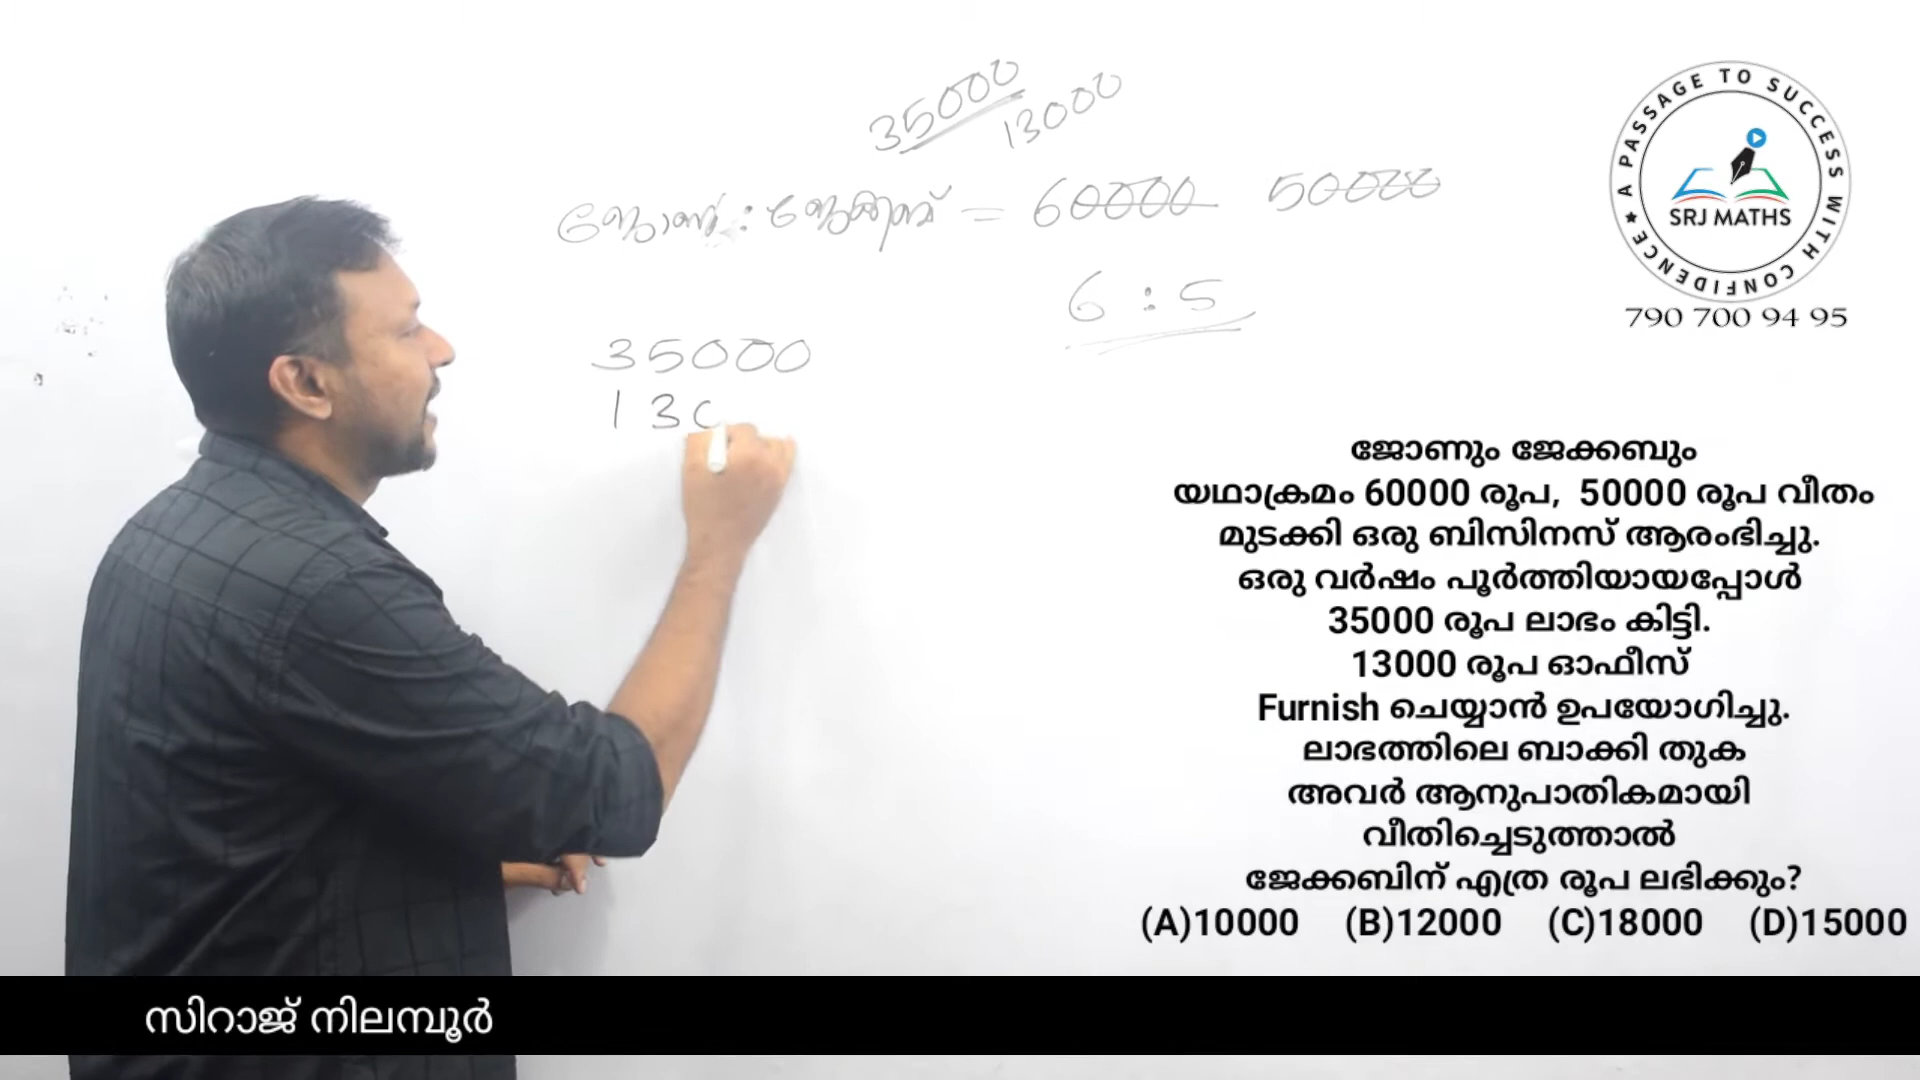 35000
13000
ജോൺ : ജേക്കബ് = 60000 50000
6 : 5
35000
130
A PASSAGE TO SUCCESS WITH CONFIDENCE ★
SRJ MATHS
790 700 94 95
ജോണും ജേക്കബും
യഥാക്രമം 60000 രൂപ, 50000 രൂപ വീതം
മുടക്കി ഒരു ബിസിനസ് ആരംഭിച്ചു.
ഒരു വർഷം പൂർത്തിയായപ്പോൾ
35000 രൂപ ലാഭം കിട്ടി.
13000 രൂപ ഓഫീസ്
Furnish ചെയ്യാൻ ഉപയോഗിച്ചു.
ലാഭത്തിലെ ബാക്കി തുക
അവർ ആനുപാതികമായി
വീതിച്ചെടുത്താൽ
ജേക്കബിന് എത്ര രൂപ ലഭിക്കും?
(A)10000 (B)12000 (C)18000 (D)15000
സിറാജ് നിലമ്പൂർ